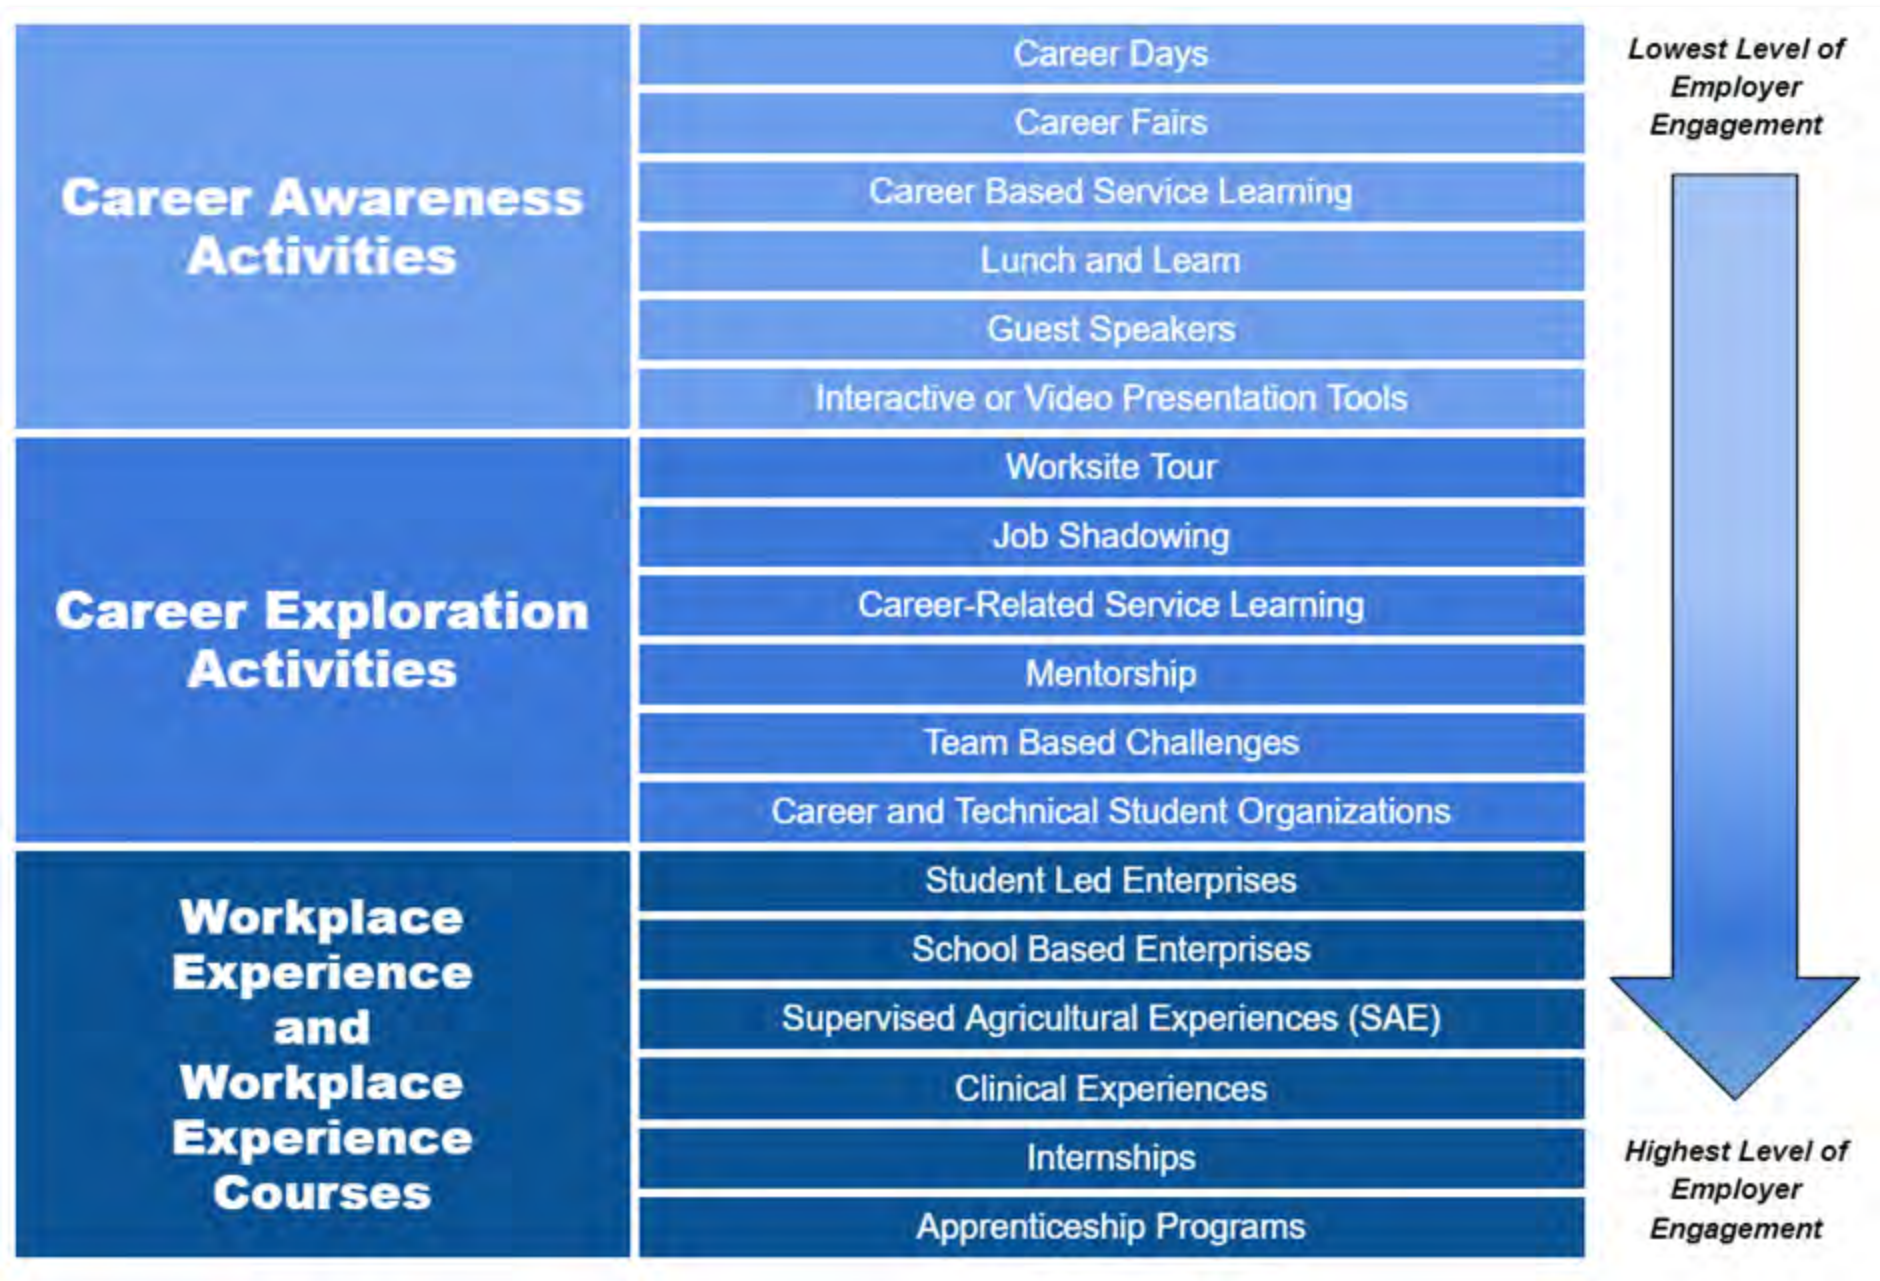 Career Awareness
Activities
Career Days
Career Fairs
Career Based Service Learning
Lunch and Learn
Guest Speakers
Interactive or Video Presentation Tools
Career Exploration
Activities
Worksite Tour
Job Shadowing
Career-Related Service Learning
Mentorship
Team Based Challenges
Career and Technical Student Organizations
Workplace
Experience
and
Workplace
Experience
Courses
Student Led Enterprises
School Based Enterprises
Supervised Agricultural Experiences (SAE)
Clinical Experiences
Internships
Apprenticeship Programs
Lowest Level of
Employer
Engagement
Highest Level of
Employer
Engagement